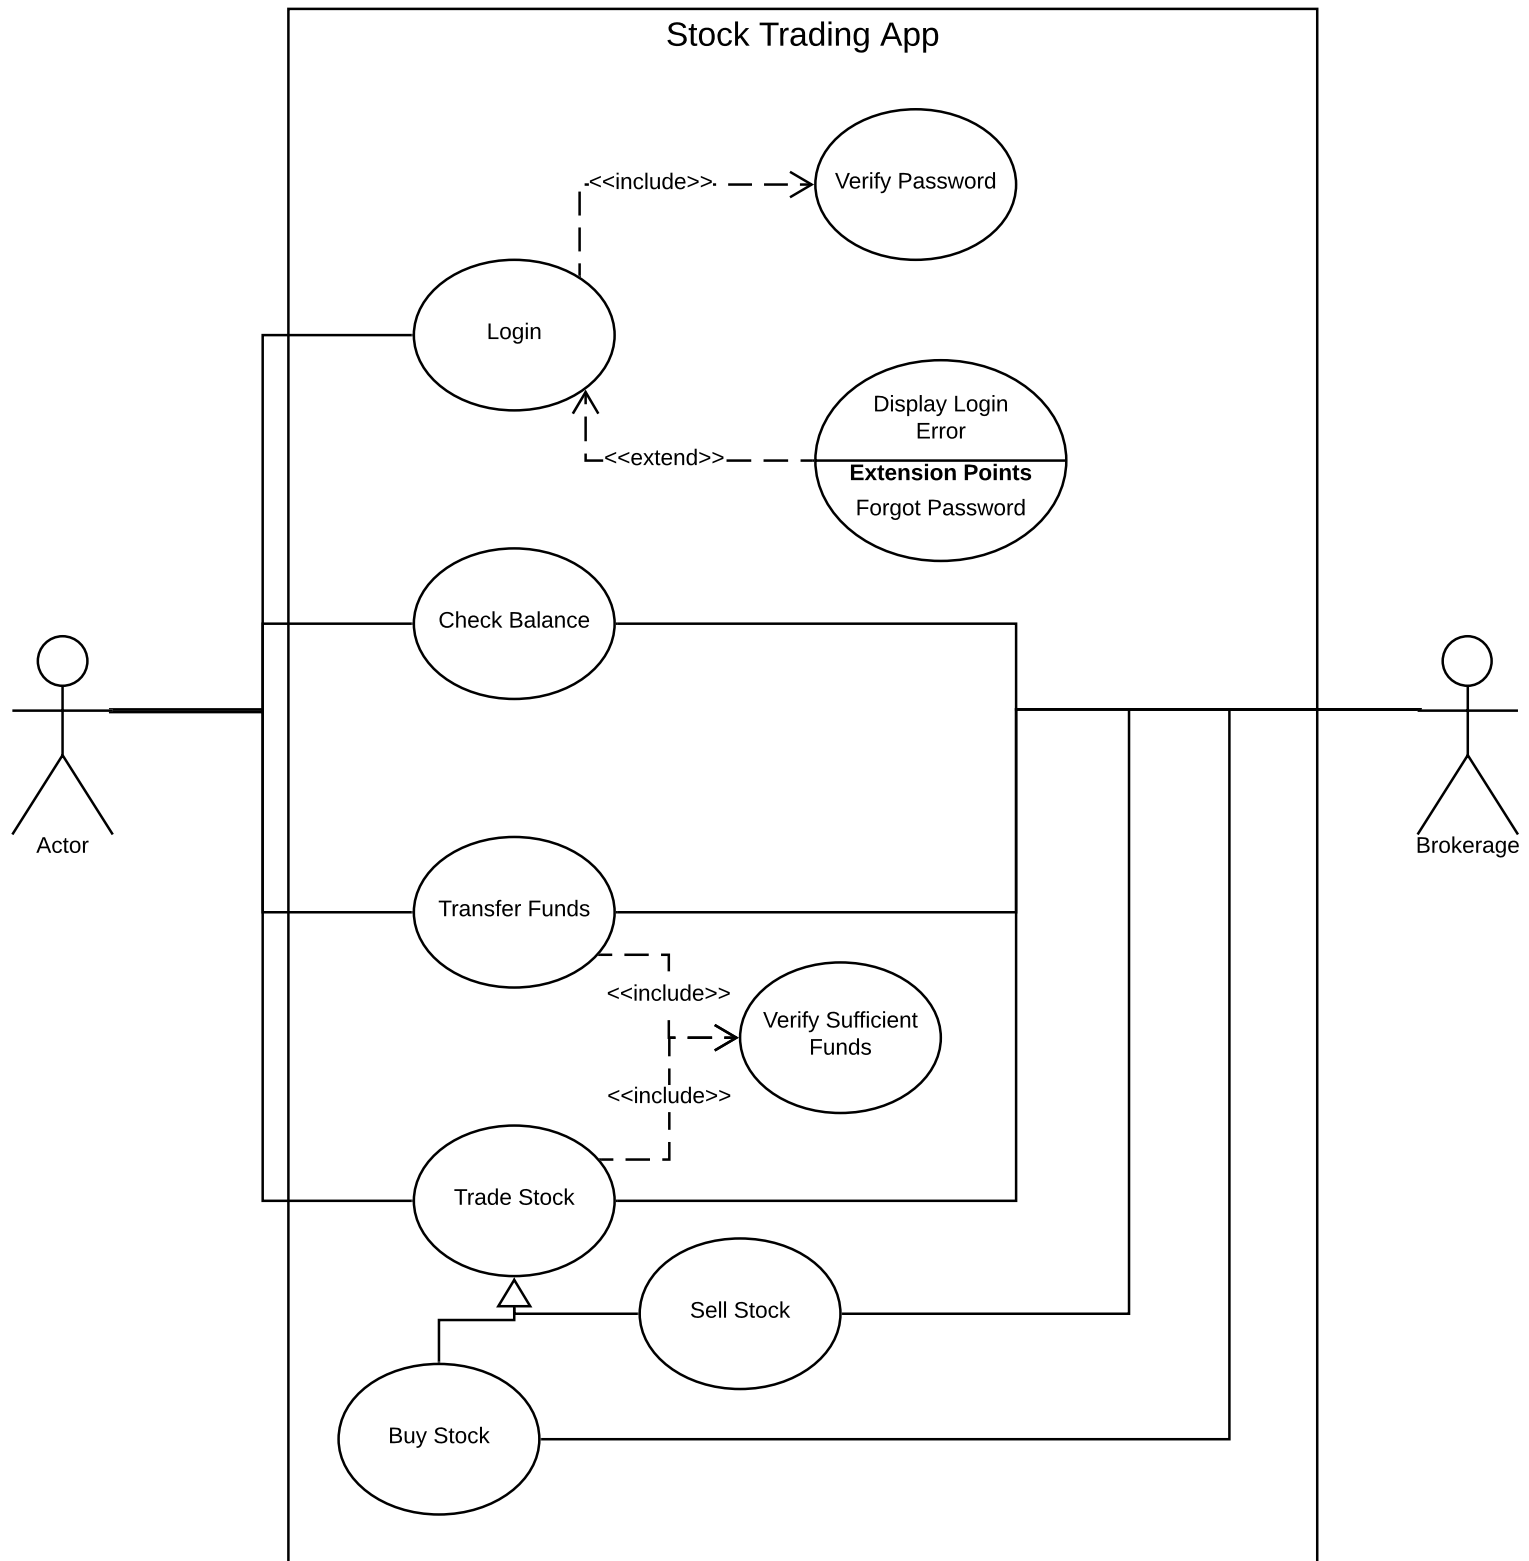 Stock Trading App
<<include>>
Verify Password
Login
Display Login
Error
<<extend>>
Extension Points
Forgot Password
Check Balance
Actor
Brokerage
Transfer Funds
<<include>>
Verify Sufficient
Funds
<<include>>
Trade Stock
Sell Stock
Buy Stock